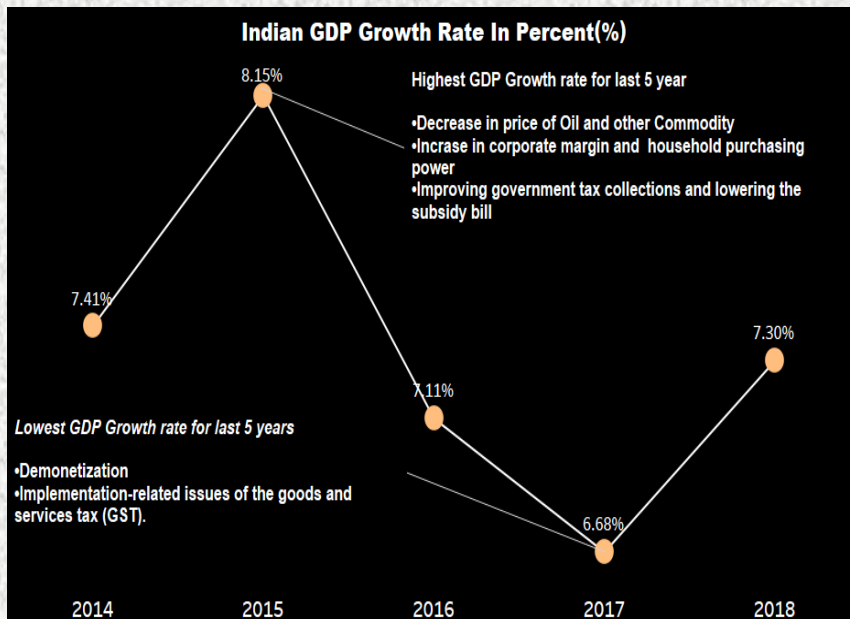 Indian GDP Growth Rate In Percent(%)
8.15%
Highest GDP Growth rate for last 5 year
•Decrease in price of Oil and other Commodity
•Incrase in corporate margin and household purchasing
power
•Improving government tax collections and lowering the
subsidy bill
7.41%
7.30%
7.11%
Lowest GDP Growth rate for last 5 years
•Demonetization
•Implementation-related issues of the goods and
services tax (GST).
6.68%
2014 2015 2016 2017 2018